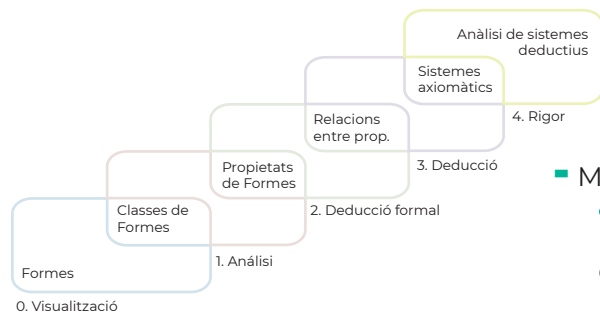 Anàlisi de sistemes
deductius
Sistemes
axiomàtics
4. Rigor
Relacions
entre prop.
3. Deducció
Propietats
de Formes
2. Deducció formal
Classes de
Formes
1. Análisi
Formes
0. Visualització
M